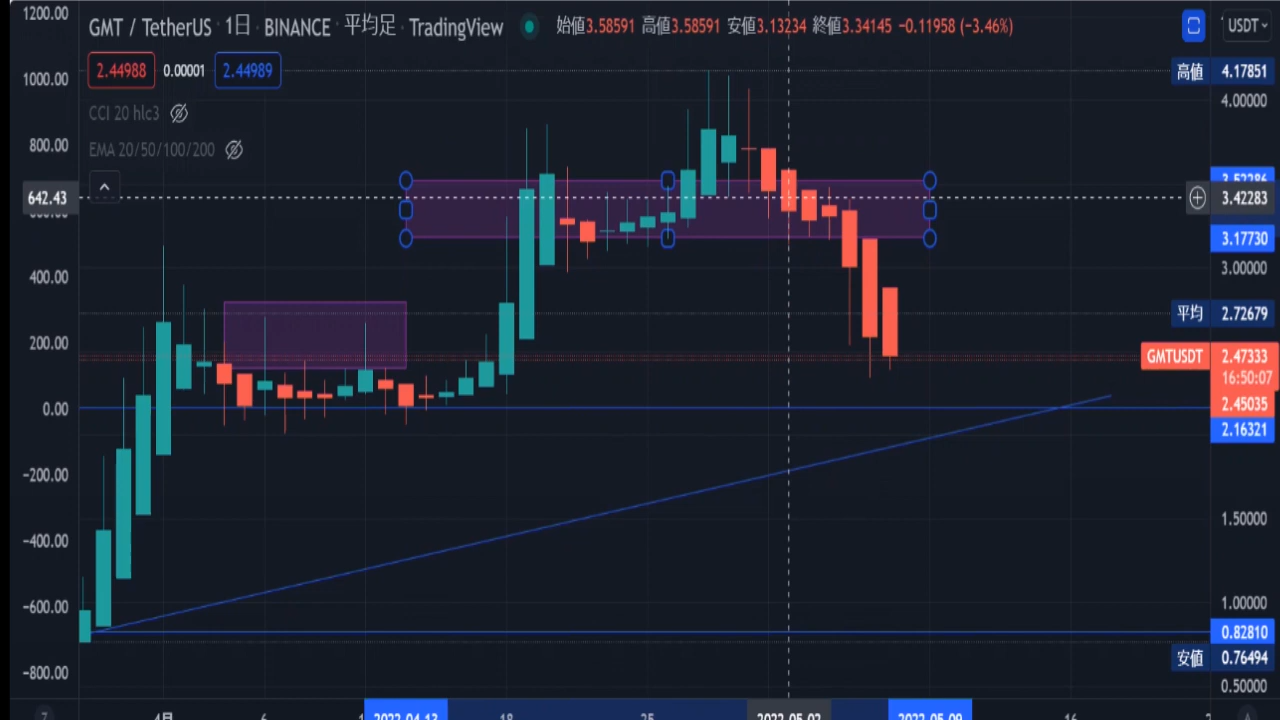 1200.00
GMT / TetherUS · 1日 · BINANCE · 平均足 · TradingView
始値3.58591 高値3.58591 安値3.13234 終値3.34145 −0.11958 (−3.46%)
USDT
2.44988 0.00001 2.44989
1000.00
高値 4.17851
4.00000
CCI 20 hlc3
800.00
EMA 20/50/100/200
3.52286
642.43
3.42283
3.17730
400.00
3.00000
平均 2.72679
200.00
GMTUSDT 2.47333
16:50:07
0.00
2.45035
2.16321
−200.00
1.50000
−400.00
−600.00
1.00000
0.82810
安値 0.76494
−800.00
0.50000
4月 6 2022-04-13 18 25 2022-05-02 2022-05-09 16